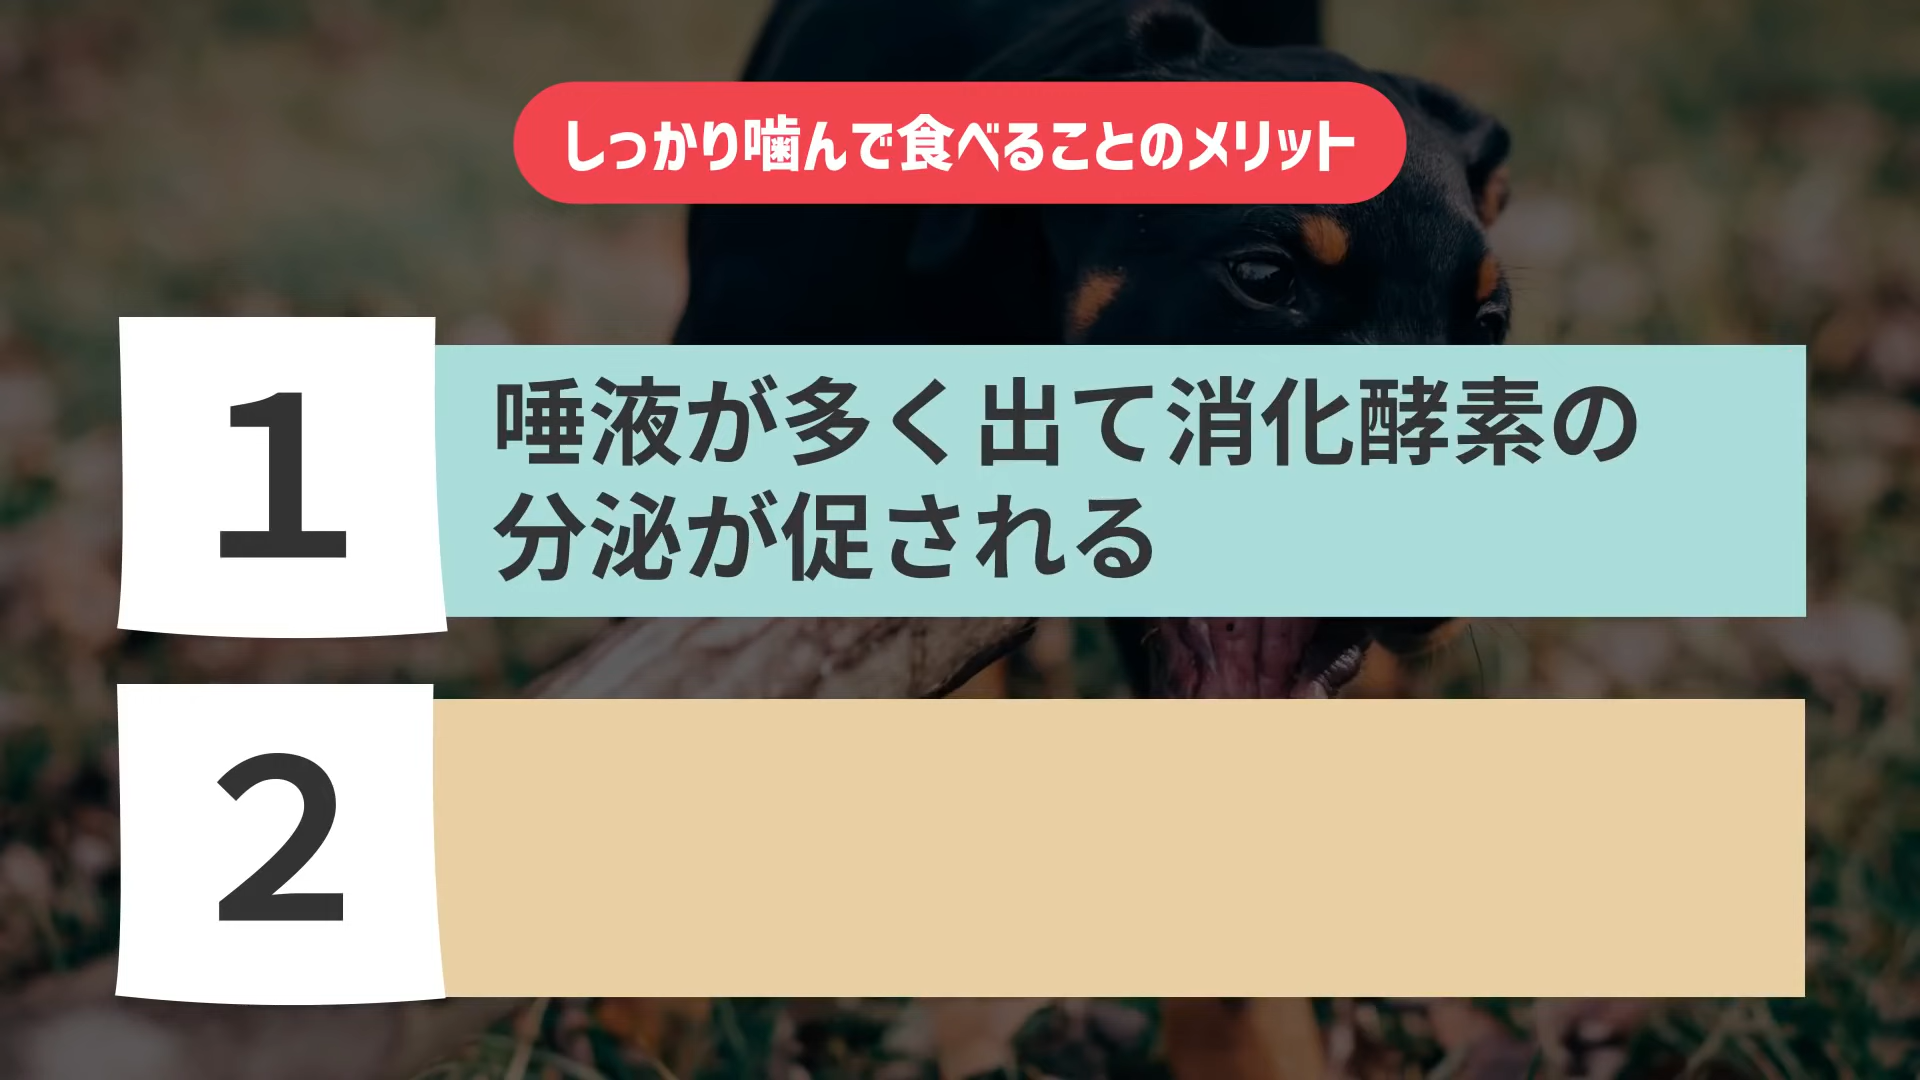 しっかり噛んで食べることのメリット
1
唾液が多く出て消化酵素の
分泌が促される
2